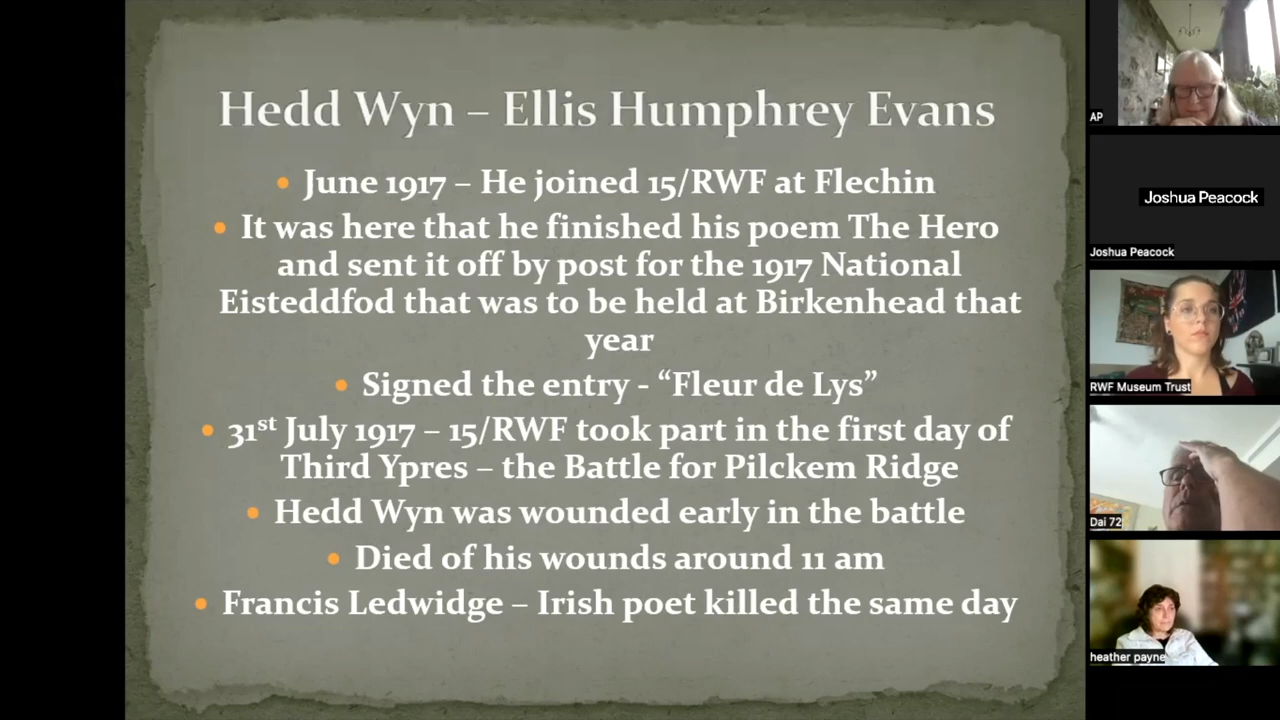 Hedd Wyn – Ellis Humphrey Evans
• June 1917 – He joined 15/RWF at Flechin
• It was here that he finished his poem The Hero
and sent it off by post for the 1917 National
Eisteddfod that was to be held at Birkenhead that
year
• Signed the entry - “Fleur de Lys”
• 31st July 1917 – 15/RWF took part in the first day of
Third Ypres – the Battle for Pilckem Ridge
• Hedd Wyn was wounded early in the battle
• Died of his wounds around 11 am
• Francis Ledwidge – Irish poet killed the same day
AP
Joshua Peacock
Joshua Peacock
RWF Museum Trust
Dai 72
heather payne